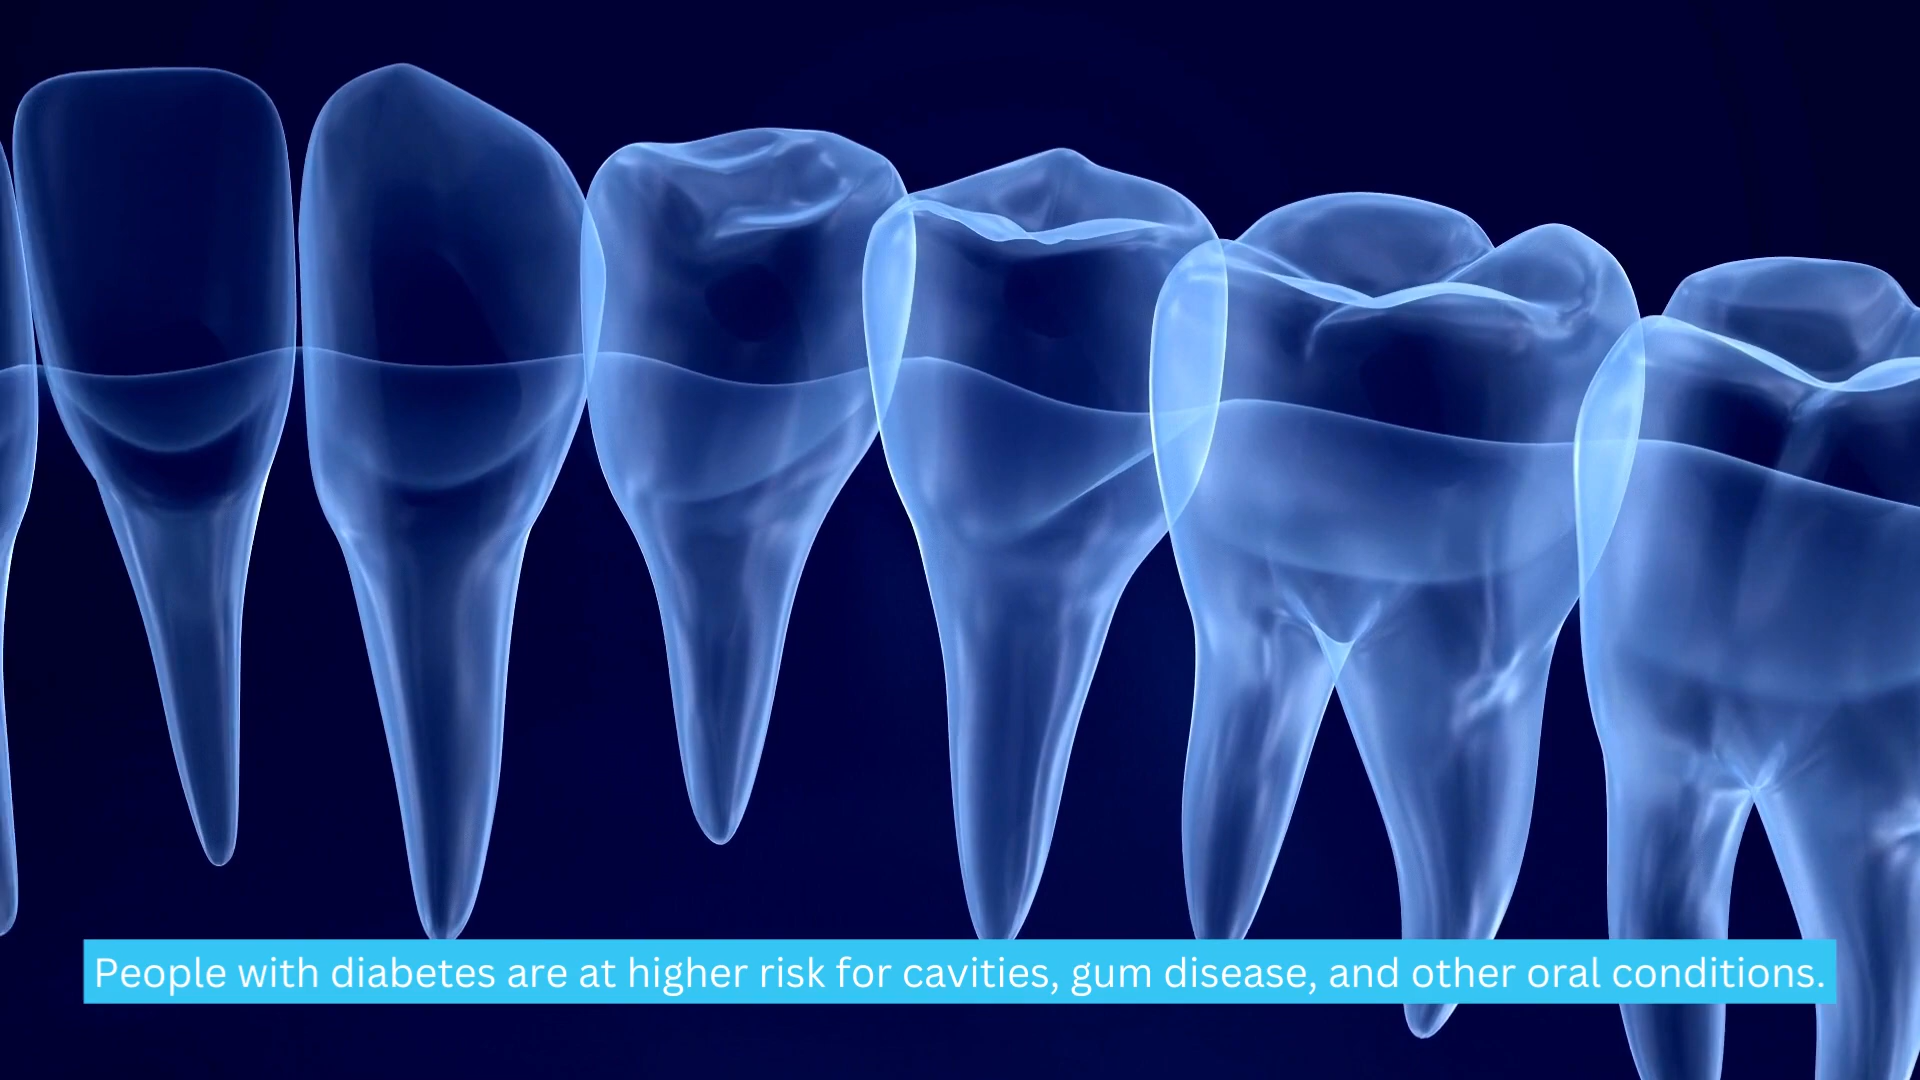 People with diabetes are at higher risk for cavities, gum disease, and other oral conditions.